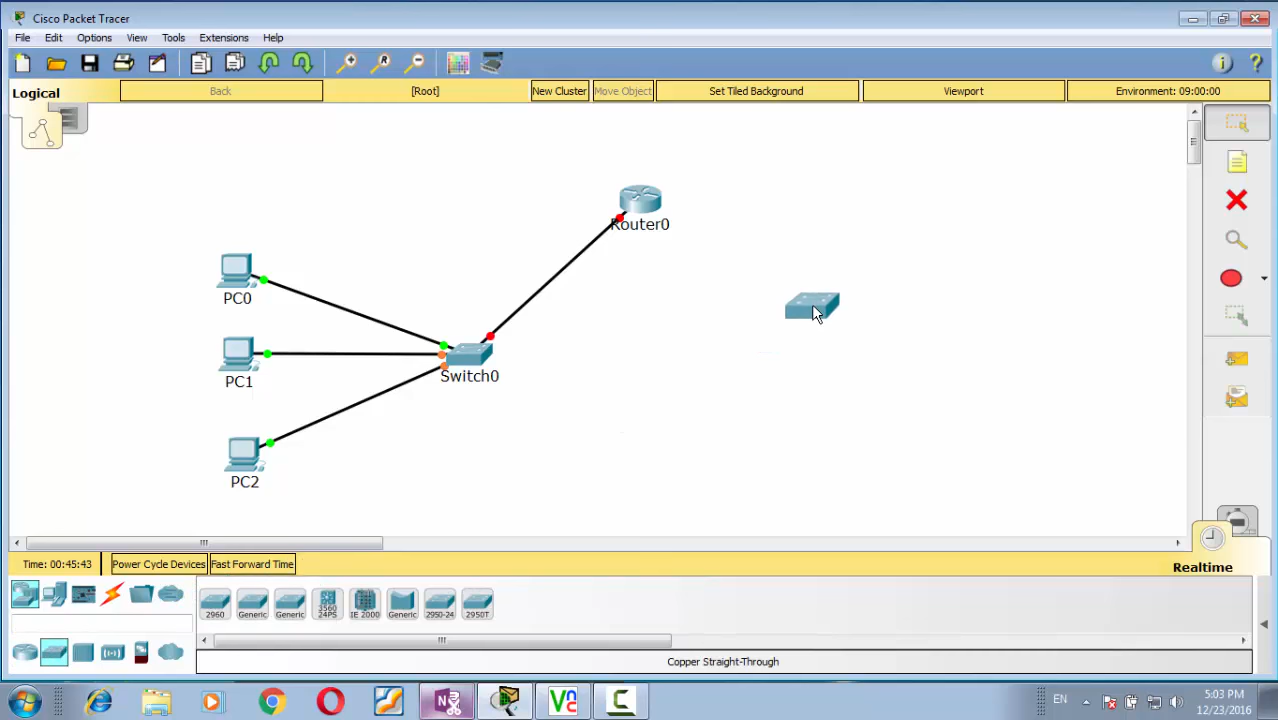 Cisco Packet Tracer
File Edit Options View Tools Extensions Help
Logical Back [Root] New Cluster Move Object Set Tiled Background Viewport Environment: 09:00:00
Router0
PC0
PC1
Switch0
PC2
Time: 00:45:43 Power Cycle Devices Fast Forward Time
Realtime
2960 Generic Generic 3560 24PS IE 2000 Generic 2950-24 2950T
Copper Straight-Through
EN
5:03 PM
12/23/2016